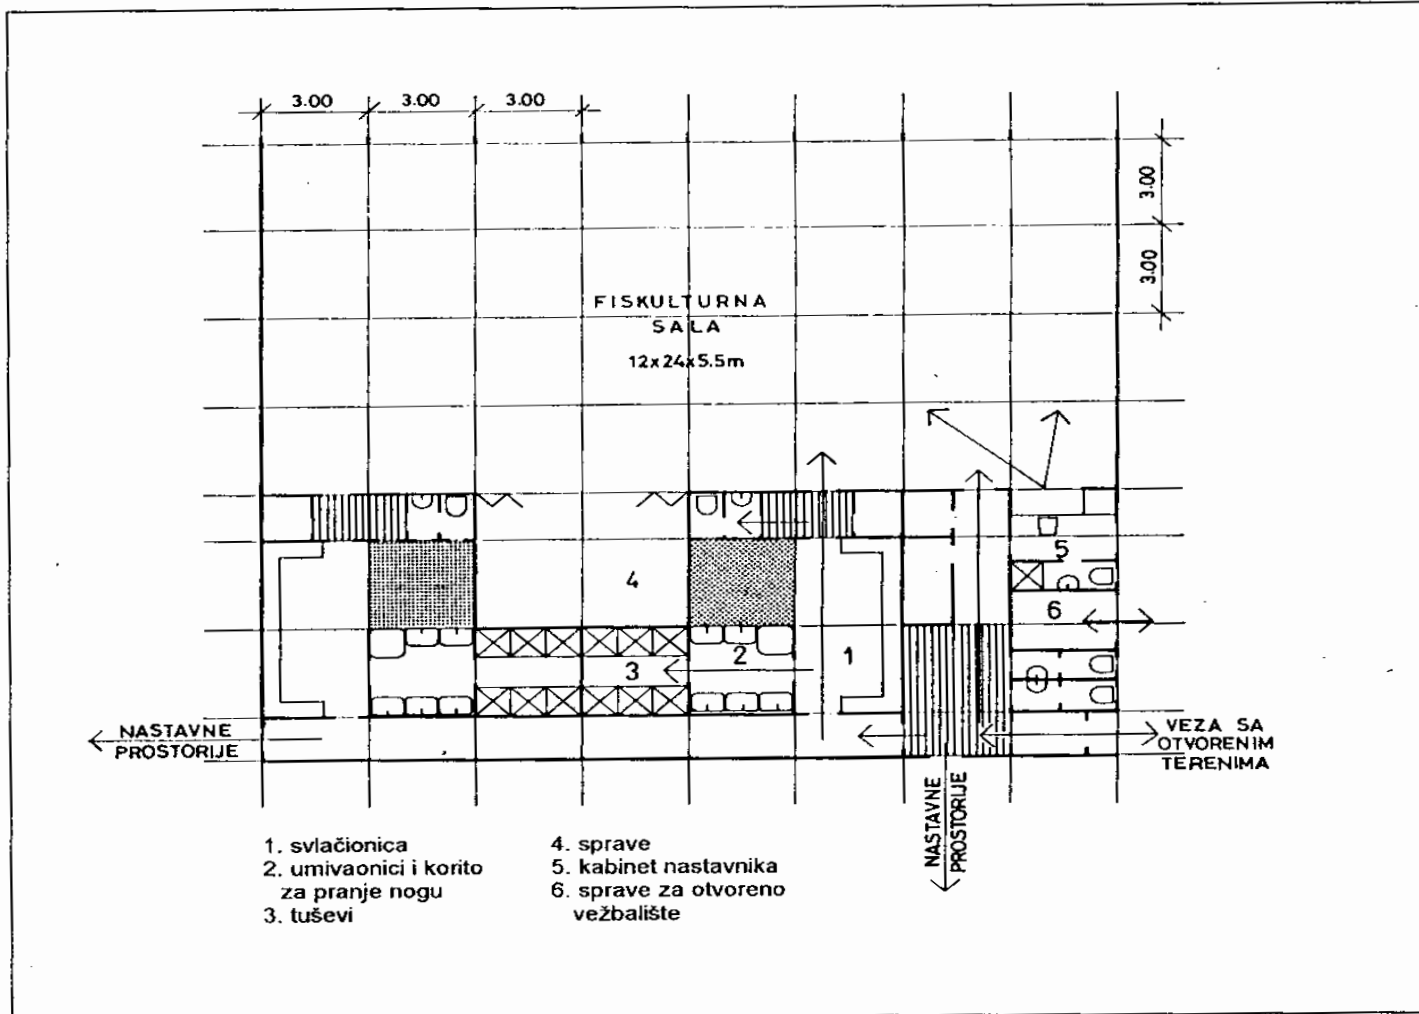 3.00
3.00
3.00
3.00
3.00
FISKULTURNA
SALA
12x24x5.5m
5
4
6
2
1
3
NASTAVNE
PROSTORIJE
VEZA SA
OTVORENIM
TERENIMA
NASTAVNE
PROSTORIJE
1. svlačionica
2. umivaonici i korito
za pranje nogu
3. tuševi
4. sprave
5. kabinet nastavnika
6. sprave za otvoreno
vežbalište